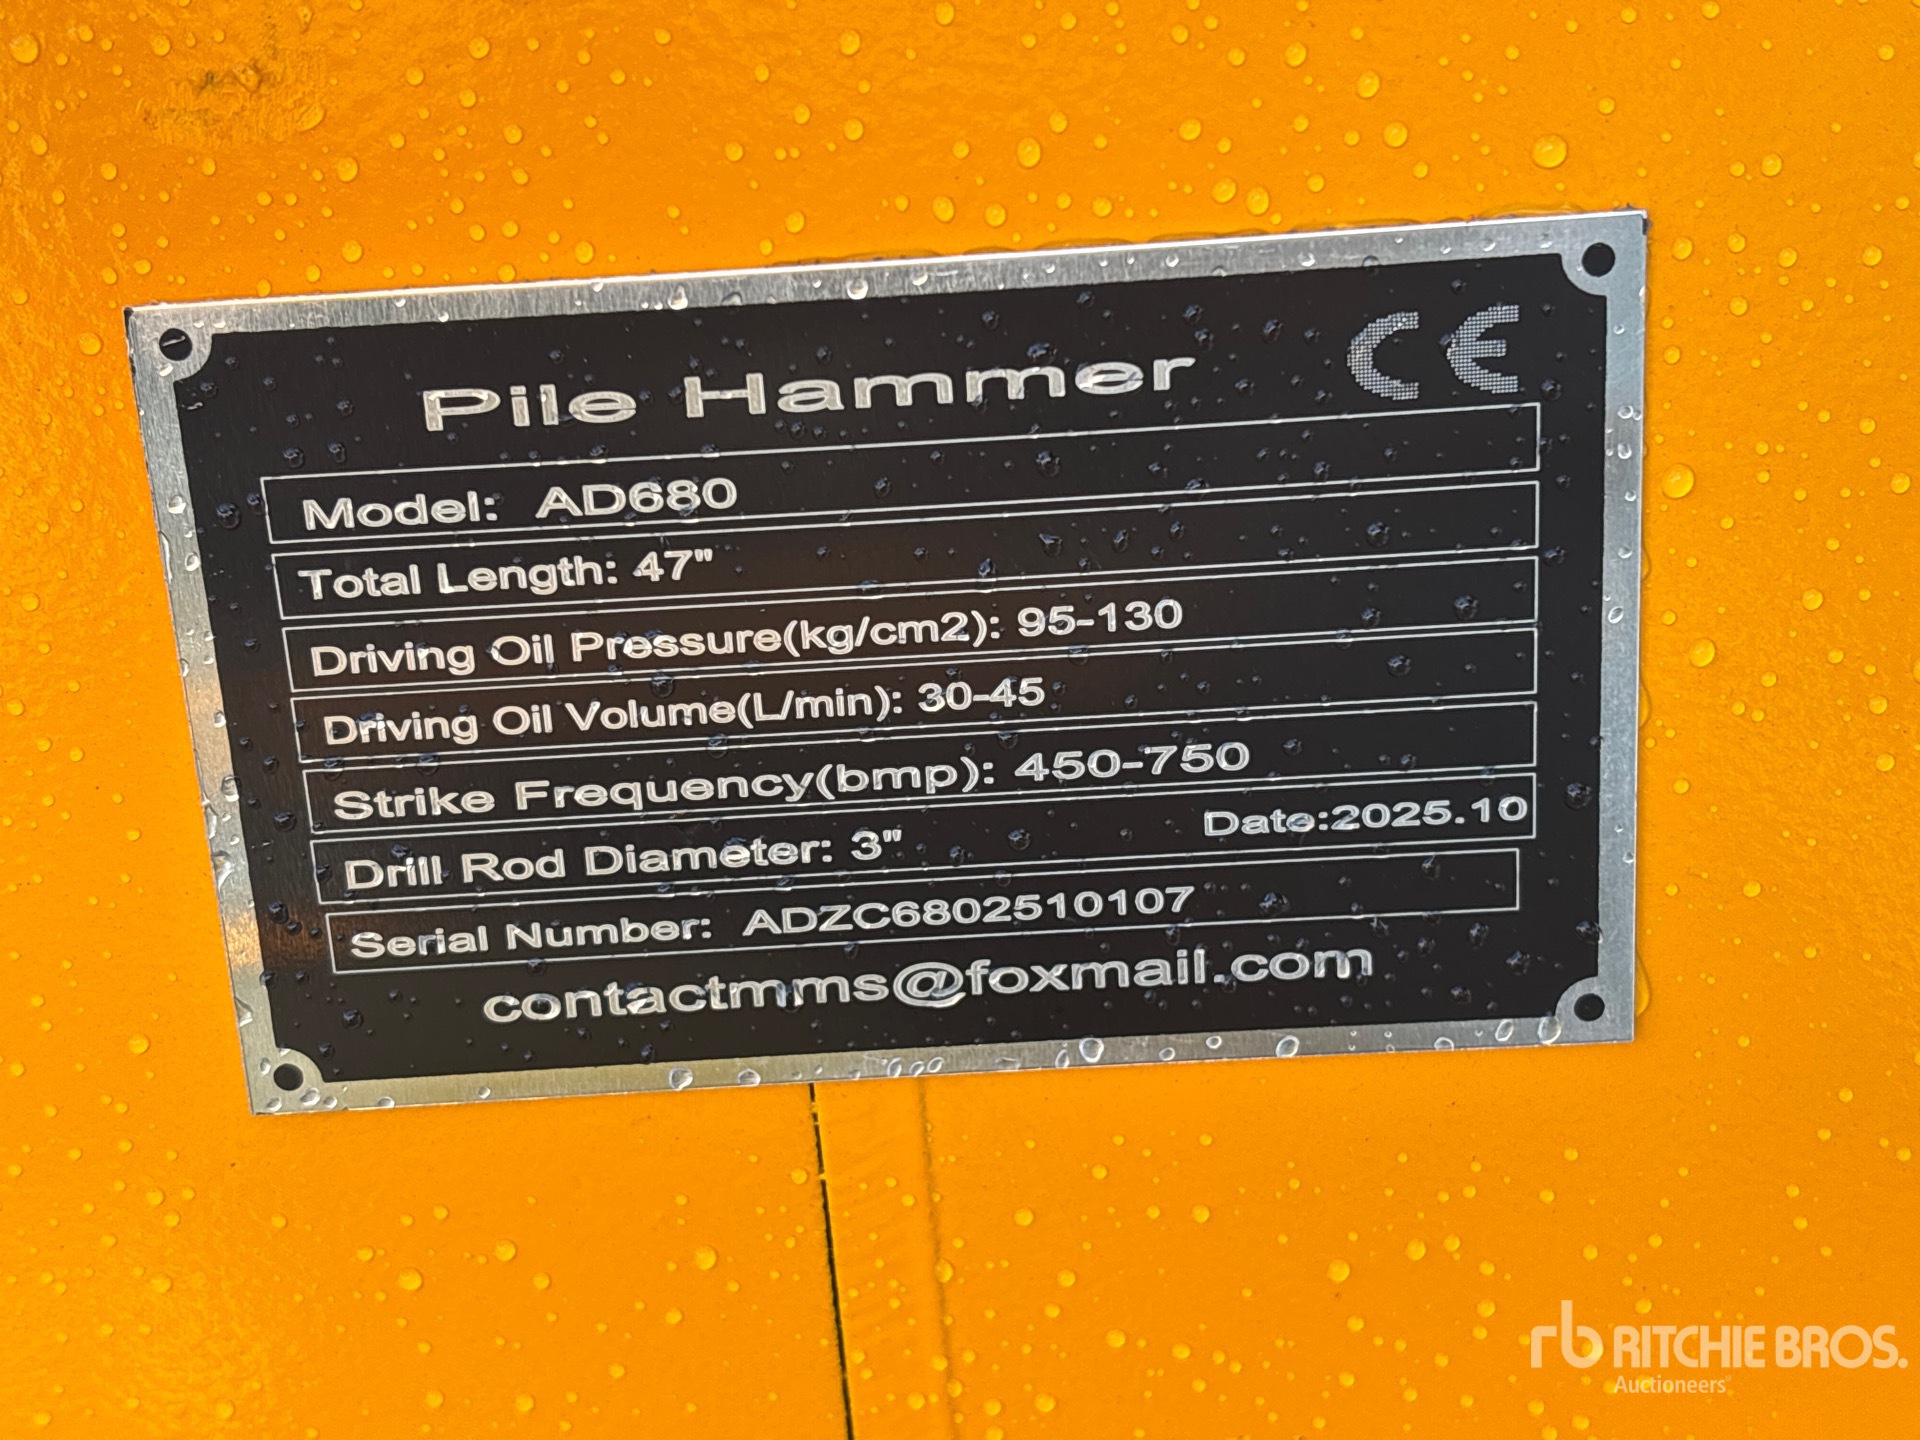 CE
Pile Hammer
Model: AD680
Total Length: 47"
Driving Oil Pressure(kg/cm2): 95-130
Driving Oil Volume(L/min): 30-45
Strike Frequency(bmp): 450-750
Drill Rod Diameter: 3" Date:2025.10
Serial Number: ADZC6802510107
contactmms@foxmail.com
rb RITCHIE BROS.
Auctioneers